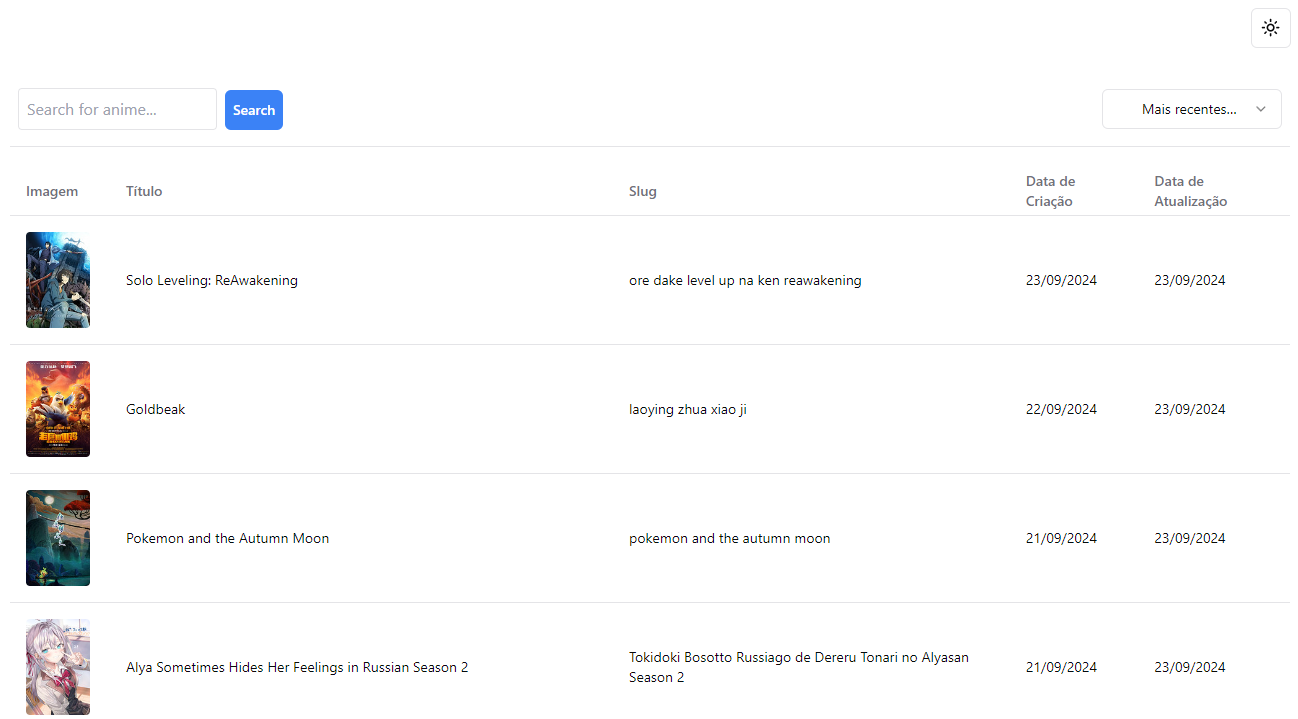 Search for anime...
Search
Mais recentes...
Imagem
Título
Slug
Data de
Criação
Data de
Atualização
Solo Leveling: ReAwakening
ore dake level up na ken reawakening
23/09/2024
23/09/2024
Goldbeak
laoying zhua xiao ji
22/09/2024
23/09/2024
Pokemon and the Autumn Moon
pokemon and the autumn moon
21/09/2024
23/09/2024
Alya Sometimes Hides Her Feelings in Russian Season 2
Tokidoki Bosotto Russiago de Dereru Tonari no Alyasan
Season 2
21/09/2024
23/09/2024